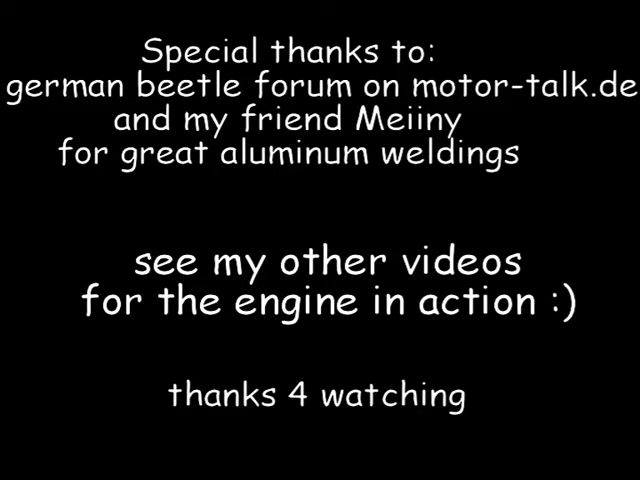 Special thanks to:
german beetle forum on motor-talk.de
and my friend Meiiny
for great aluminum weldings
see my other videos
for the engine in action :)
thanks 4 watching